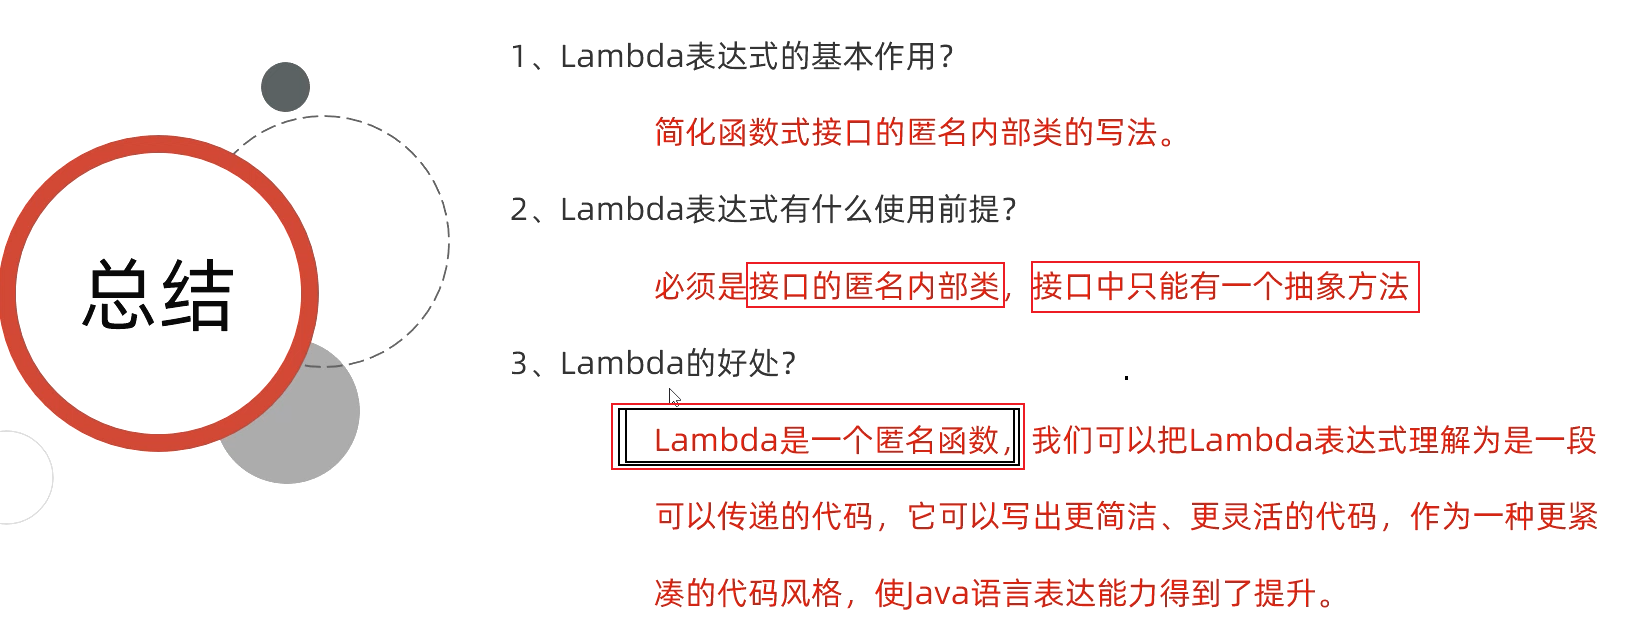 总结
1、Lambda表达式的基本作用?
简化函数式接口的匿名内部类的写法。
2、Lambda表达式有什么使用前提?
必须是接口的匿名内部类，接口中只能有一个抽象方法
3、Lambda的好处?
Lambda是一个匿名函数，我们可以把Lambda表达式理解为是一段
可以传递的代码，它可以写出更简洁、更灵活的代码，作为一种更紧
凑的代码风格，使Java语言表达能力得到了提升。